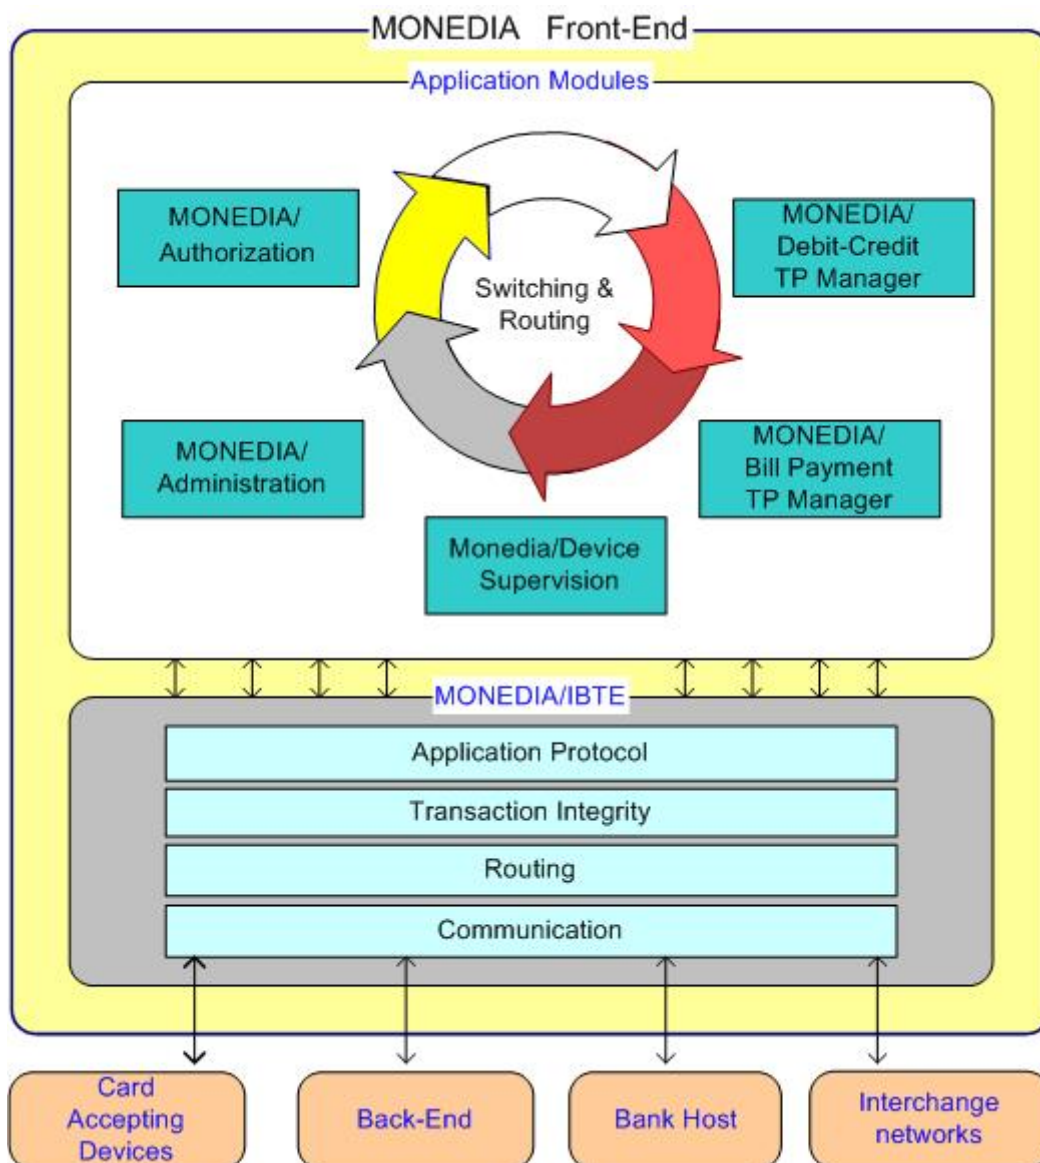 MONEDIA Front-End
Application Modules
MONEDIA/
Authorization
MONEDIA/
Debit-Credit
TP Manager
Switching &
Routing
MONEDIA/
Administration
MONEDIA/
Bill Payment
TP Manager
Monedia/Device
Supervision
MONEDIA/IBTE
Application Protocol
Transaction Integrity
Routing
Communication
Card
Accepting
Devices
Back-End
Bank Host
Interchange
networks